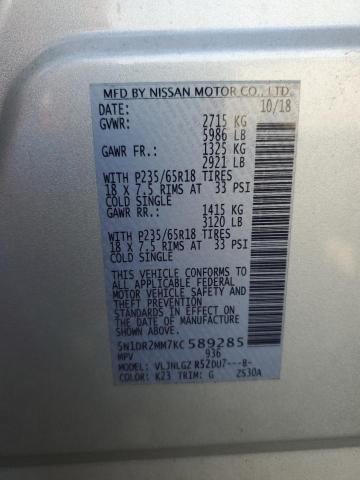 MFD BY NISSAN MOTOR CO., LTD.
DATE: 10/18
GVWR: 2715 KG
5986 LB
GAWR FR.: 1325 KG
2921 LB
WITH P235/65R18 TIRES
18 X 7.5 RIMS AT 33 PSI
COLD SINGLE
GAWR RR.: 1415 KG
3120 LB
WITH P235/65R18 TIRES
18 X 7.5 RIMS AT 33 PSI
COLD SINGLE
THIS VEHICLE CONFORMS TO
ALL APPLICABLE FEDERAL
MOTOR VEHICLE SAFETY
STANDARDS IN EFFECT ON
THE DATE OF MANUFACTURE
SHOWN ABOVE.
5N1DR2MM7KC589285
MPV 936
MODEL: VLJNLGZ R52DU7---B-
COLOR: K23 TRIM: G ZS30A